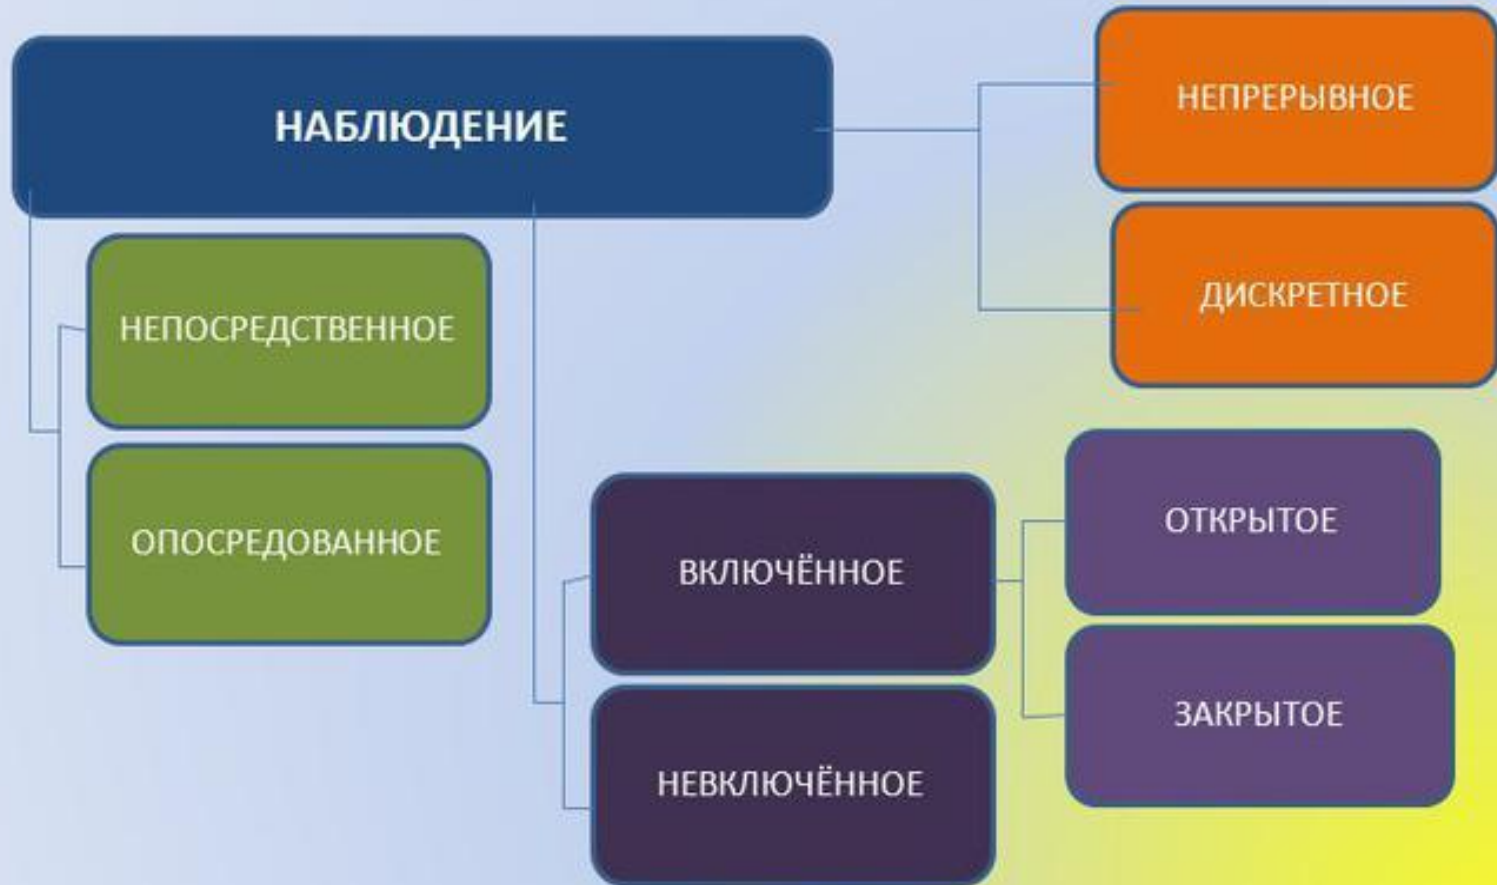 НАБЛЮДЕНИЕ
НЕПРЕРЫВНОЕ
ДИСКРЕТНОЕ
НЕПОСРЕДСТВЕННОЕ
ОПОСРЕДОВАННОЕ
ВКЛЮЧЁННОЕ
НЕВКЛЮЧЁННОЕ
ОТКРЫТОЕ
ЗАКРЫТОЕ